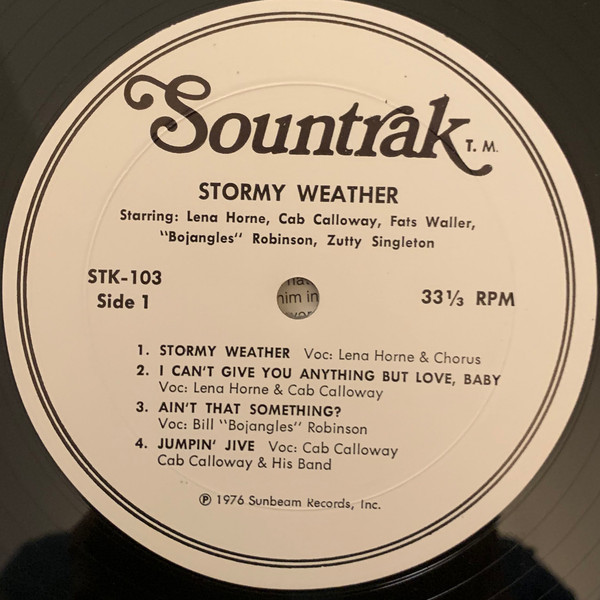 Sountrak T. M.
STORMY WEATHER
Starring: Lena Horne, Cab Calloway, Fats Waller,
"Bojangles" Robinson, Zutty Singleton
STK-103
Side 1
33⅓ RPM
him in
1. STORMY WEATHER Voc: Lena Horne & Chorus
2. I CAN'T GIVE YOU ANYTHING BUT LOVE, BABY
Voc: Lena Horne & Cab Calloway
3. AIN'T THAT SOMETHING?
Voc: Bill "Bojangles" Robinson
4. JUMPIN' JIVE Voc: Cab Calloway
Cab Calloway & His Band
℗ 1976 Sunbeam Records, Inc.